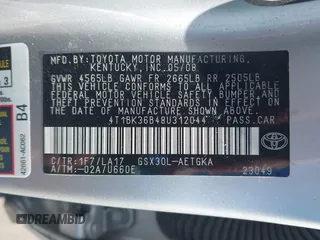 MFD. BY: TOYOTA MOTOR MANUFACTURING,
KENTUCKY, INC. 05/08
GVWR 4565LB GAWR FR 2665LB RR 2505LB
THIS VEHICLE CONFORMS TO ALL APPLICABLE
FEDERAL MOTOR VEHICLE SAFETY, BUMPER, AND
THEFT PREVENTION STANDARDS IN EFFECT ON
THE DATE OF MANUFACTURE SHOWN ABOVE.
4T1BK36B48U312044 PASS. CAR
C/TR: 1F7/LA17 GSX30L-AETGKA
A/TM: -02A/U660E 23049
3
B4